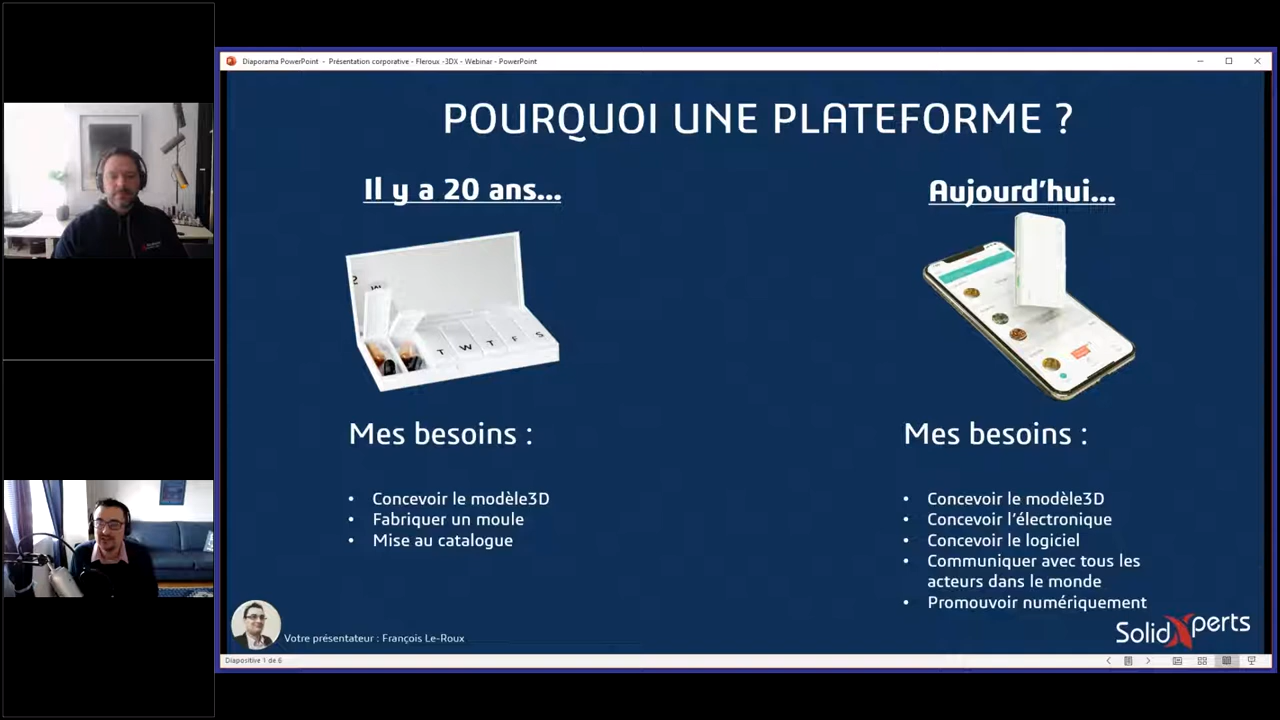 Diaporama PowerPoint - Présentation corporative - Fleroux -3DX - Webinar - PowerPoint
POURQUOI UNE PLATEFORME ?
Il y a 20 ans...
Aujourd'hui...
T W T F S
Mes besoins :
• Concevoir le modèle3D
• Fabriquer un moule
• Mise au catalogue
Mes besoins :
• Concevoir le modèle3D
• Concevoir l'électronique
• Concevoir le logiciel
• Communiquer avec tous les
acteurs dans le monde
• Promouvoir numériquement
Votre présentateur : François Le-Roux
SolidXperts
Diapositive 1 de 6